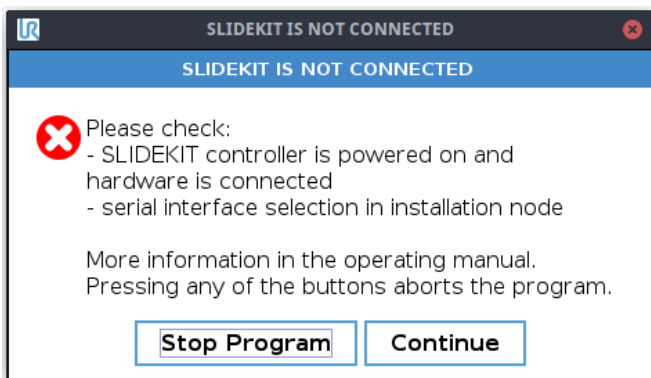 SLIDEKIT IS NOT CONNECTED
SLIDEKIT IS NOT CONNECTED
Please check:
- SLIDEKIT controller is powered on and
hardware is connected
- serial interface selection in installation node
More information in the operating manual.
Pressing any of the buttons aborts the program.
Stop Program
Continue